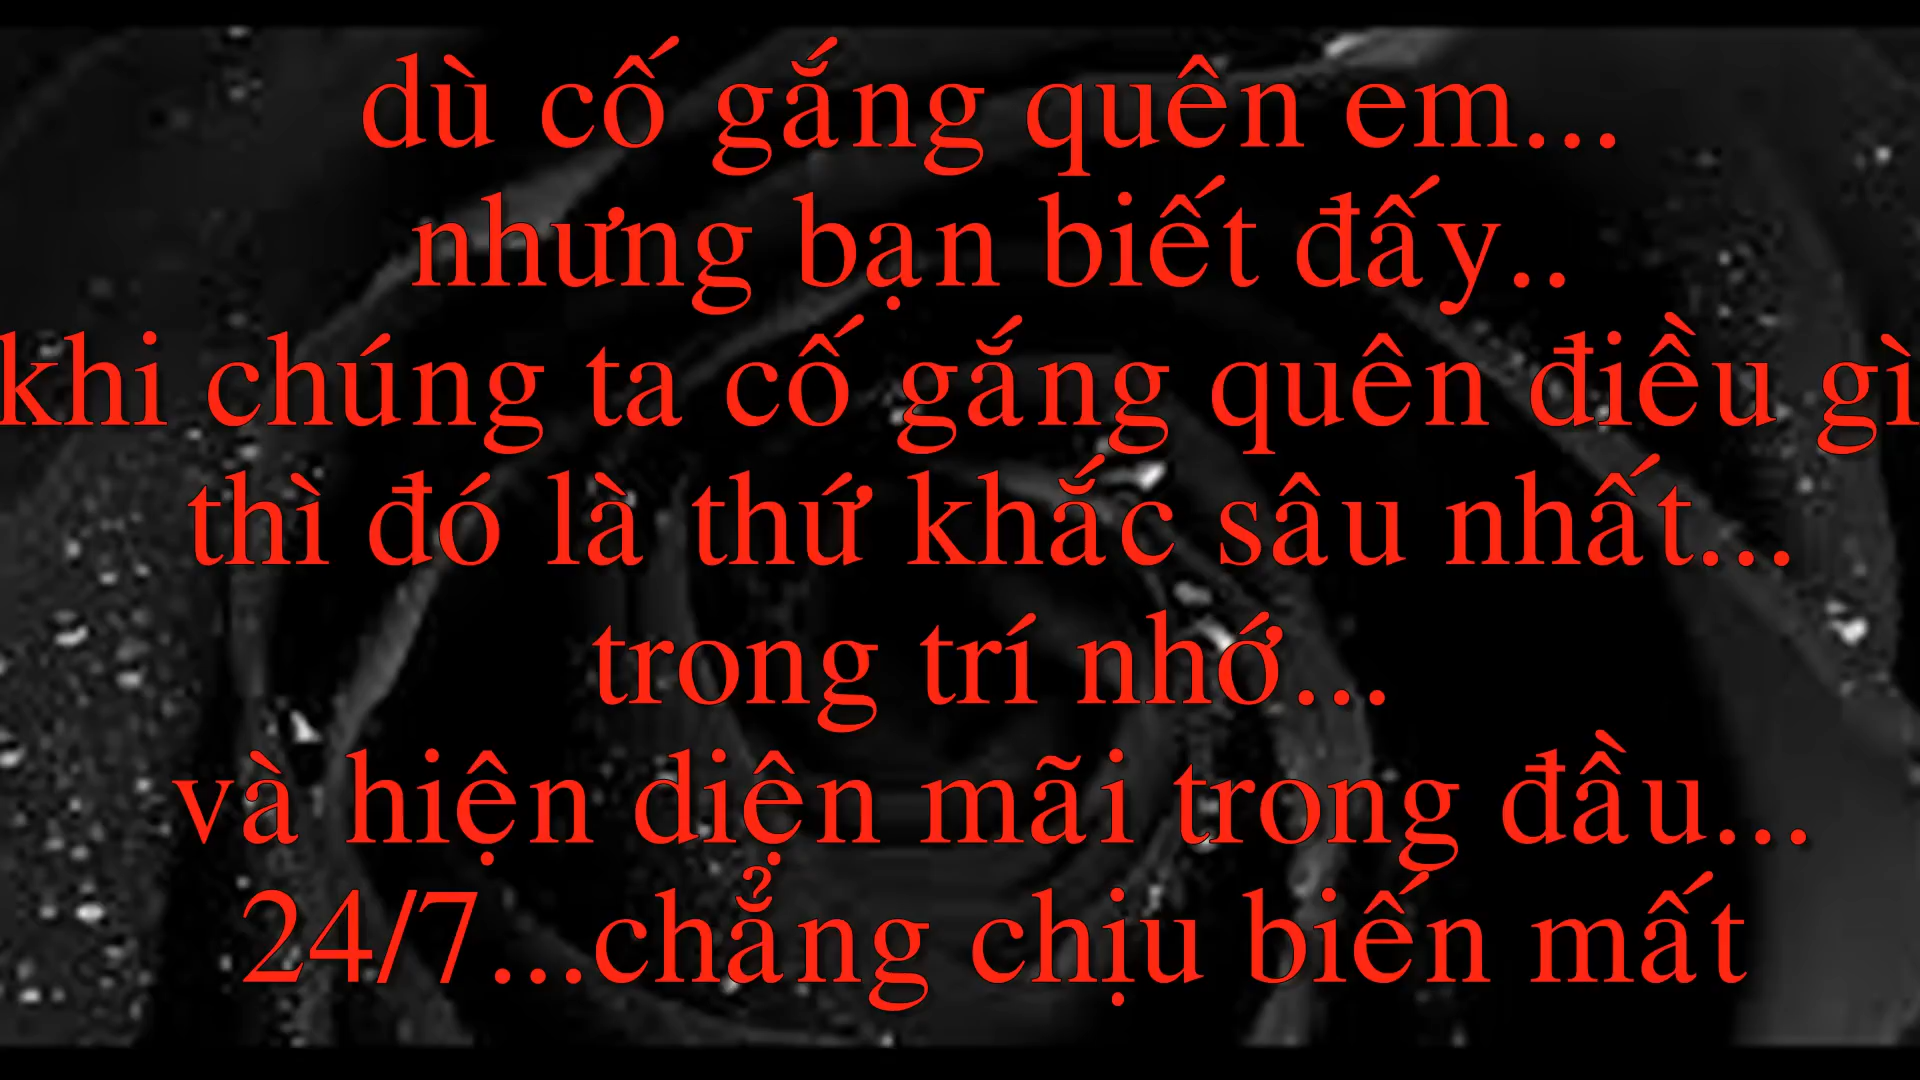 dù cố gắng quên em...
nhưng bạn biết đấy..
khi chúng ta cố gắng quên điều gì
thì đó là thứ khắc sâu nhất...
trong trí nhớ...
và hiện diện mãi trong đầu...
24/7...chẳng chịu biến mất